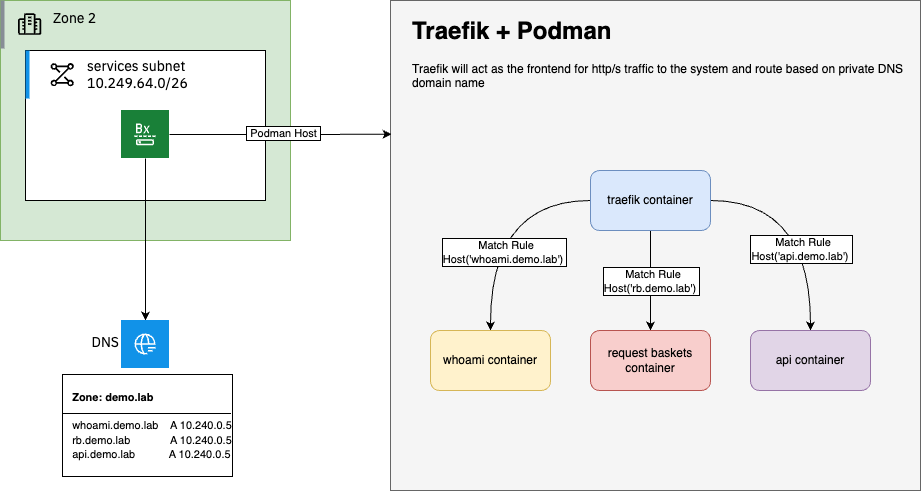 Zone 2
services subnet
10.249.64.0/26
Bx
Podman Host
DNS
Zone: demo.lab
whoami.demo.lab A 10.240.0.5
rb.demo.lab A 10.240.0.5
api.demo.lab A 10.240.0.5
Traefik + Podman
Traefik will act as the frontend for http/s traffic to the system and route based on private DNS
domain name
traefik container
Match Rule
Host('whoami.demo.lab')
Match Rule
Host('rb.demo.lab')
Match Rule
Host('api.demo.lab')
whoami container
request baskets
container
api container